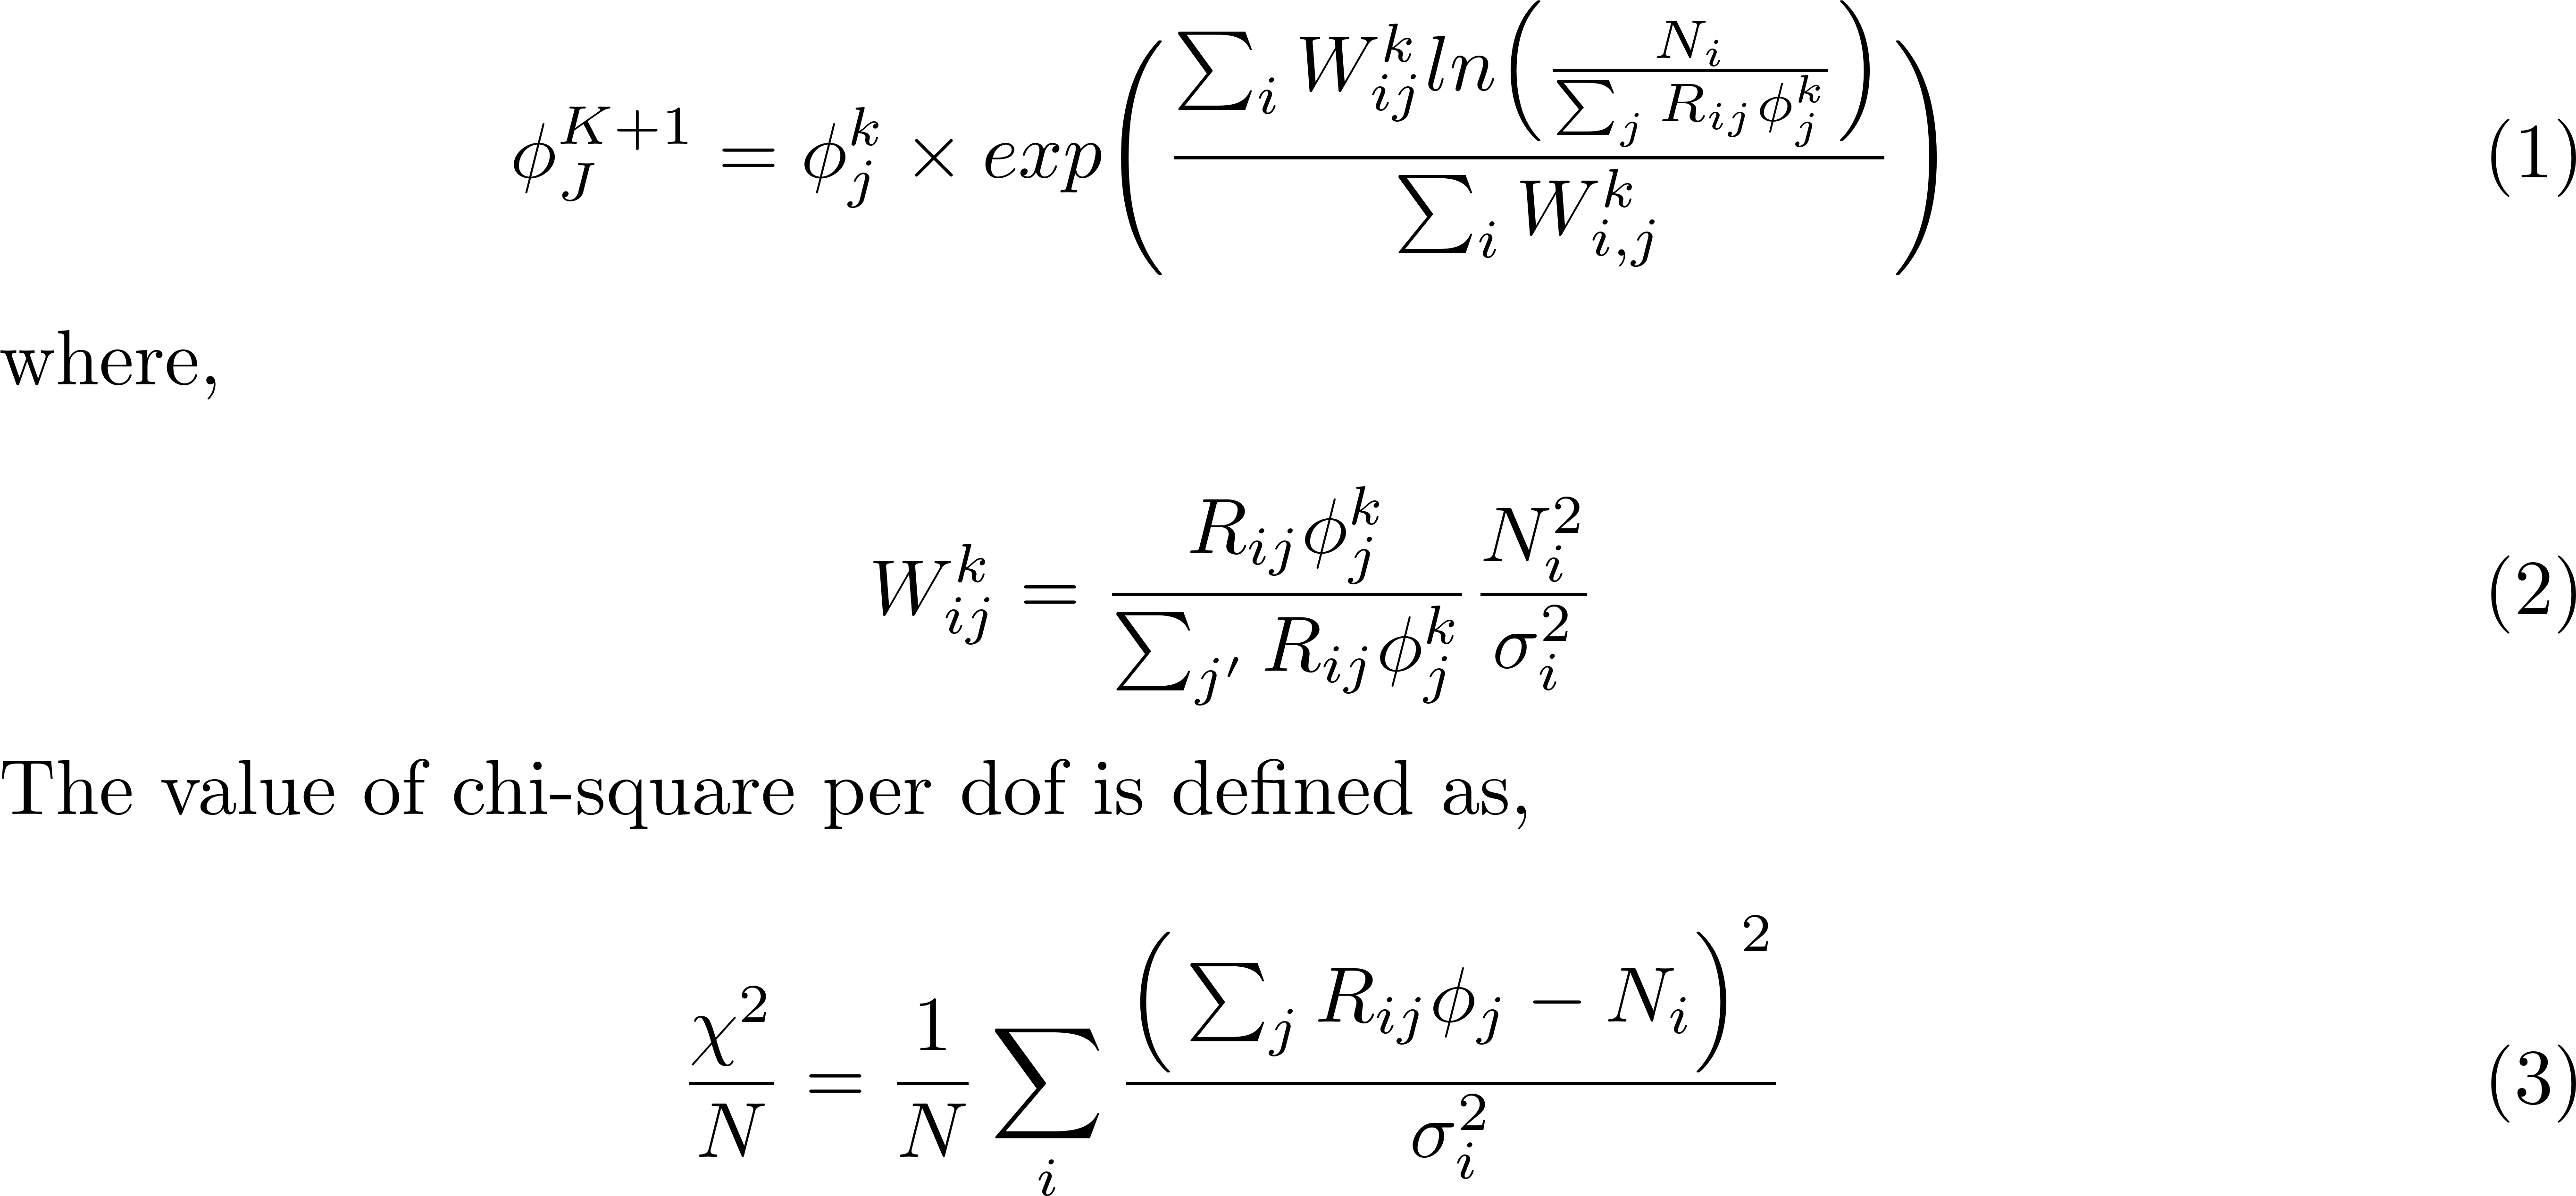 $\phi_J^{K+1} = \phi_j^k \times exp\left(\frac{\sum_i W_{ij}^k ln\left(\frac{N_i}{\sum_j R_{ij}\phi_j^k}\right)}{\sum_i W_{i,j}^k}\right)$ (1)
where,
$W_{ij}^k = \frac{R_{ij}\phi_j^k}{\sum_{j'} R_{ij}\phi_j^k} \frac{N_i^2}{\sigma_i^2}$ (2)
The value of chi-square per dof is defined as,
$\frac{\chi^2}{N} = \frac{1}{N} \sum_i \frac{\left(\sum_j R_{ij}\phi_j - N_i\right)^2}{\sigma_i^2}$ (3)